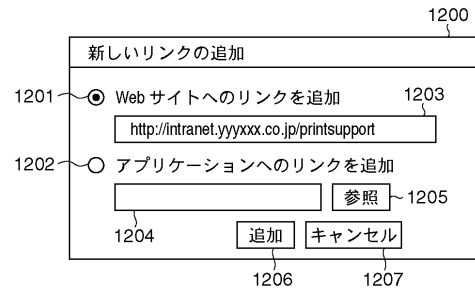 1200
新しいリンクの追加
1201 Webサイトへのリンクを追加
1203
http://intranet.yyyxxx.co.jp/printsupport
1202 アプリケーションへのリンクを追加
参照 1205
1204
追加 キャンセル
1206 1207